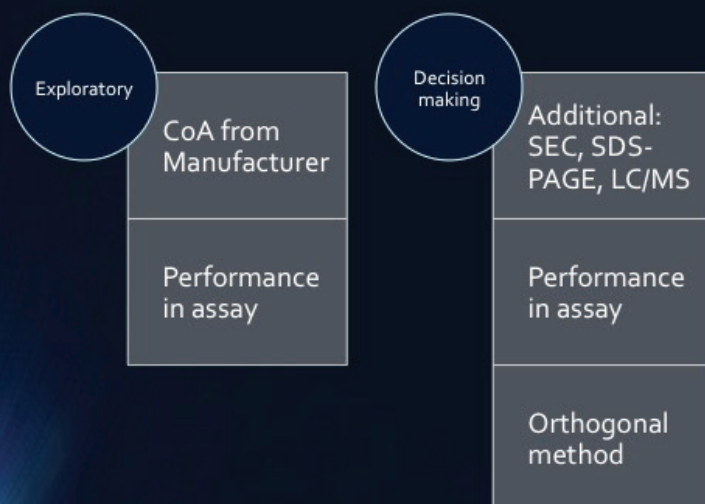 Exploratory
CoA from
Manufacturer
Performance
in assay
Decision
making
Additional:
SEC, SDS-
PAGE, LC/MS
Performance
in assay
Orthogonal
method